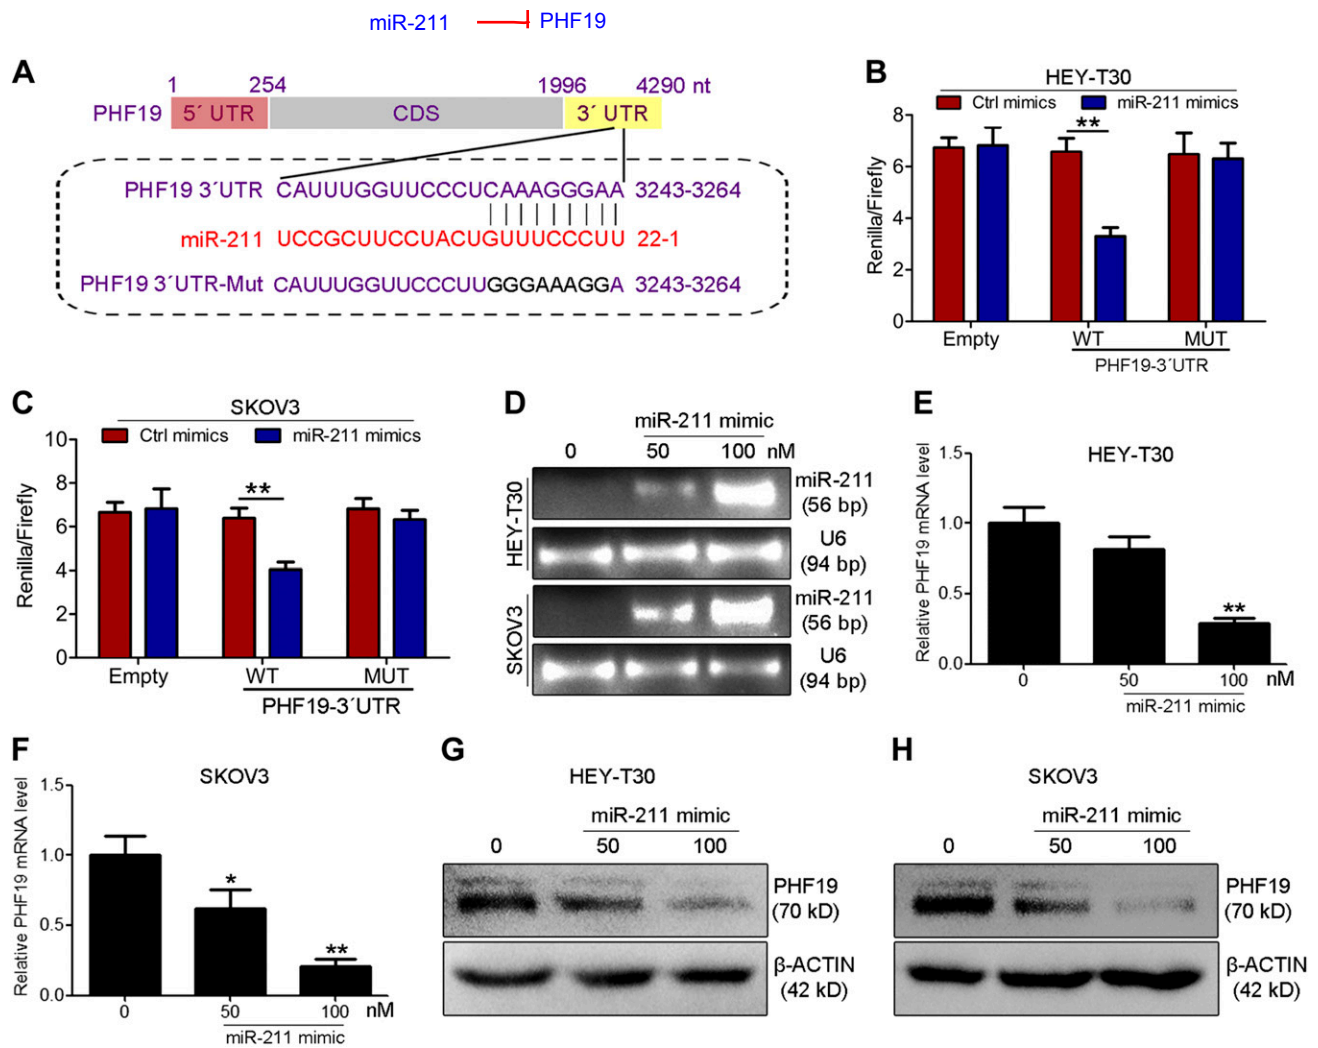 miR-211 PHF19
A
1 254 1996 4290 nt
PHF19 5´ UTR CDS 3´ UTR
PHF19 3´UTR CAUUUGGUUCCCUCAAAGGGAA 3243-3264
miR-211 UCCGCUUCCUACUGUUUCCCUU 22-1
PHF19 3´UTR-Mut CAUUUGGUUCCCUUGGGAAAGGA 3243-3264
B
HEY-T30
Ctrl mimics miR-211 mimics
Renilla/Firefly
8
6
4
2
0
**
Empty WT MUT
PHF19-3´UTR
C
SKOV3
Ctrl mimics miR-211 mimics
Renilla/Firefly
10
8
6
4
2
0
**
Empty WT MUT
PHF19-3´UTR
D
miR-211 mimic
0 50 100 nM
HEY-T30
miR-211
(56 bp)
U6
(94 bp)
SKOV3
miR-211
(56 bp)
U6
(94 bp)
E
HEY-T30
Relative PHF19 mRNA level
1.5
1.0
0.5
0.0
**
0 50 100 nM
miR-211 mimic
F
SKOV3
Relative PHF19 mRNA level
1.5
1.0
0.5
0.0
*
**
0 50 100 nM
miR-211 mimic
G
HEY-T30
miR-211 mimic
0 50 100
PHF19
(70 kD)
β-ACTIN
(42 kD)
H
SKOV3
miR-211 mimic
0 50 100
PHF19
(70 kD)
β-ACTIN
(42 kD)